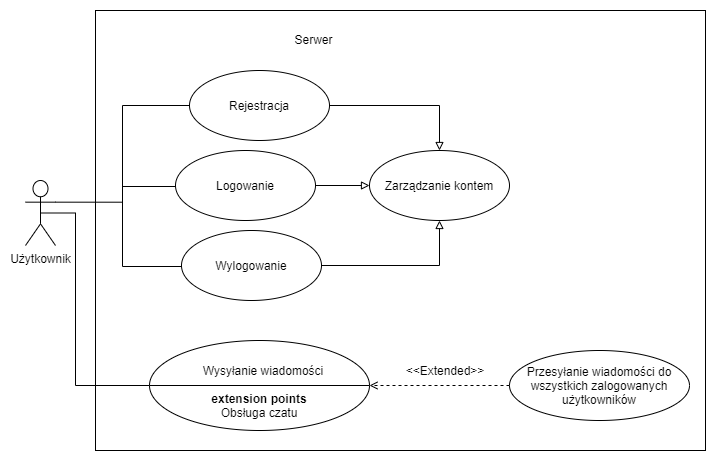 Serwer
Rejestracja
Logowanie
Zarządzanie kontem
Użytkownik
Wylogowanie
Wysyłanie wiadomości
extension points
Obsługa czatu
<<Extended>>
Przesyłanie wiadomości do
wszystkich zalogowanych
użytkowników